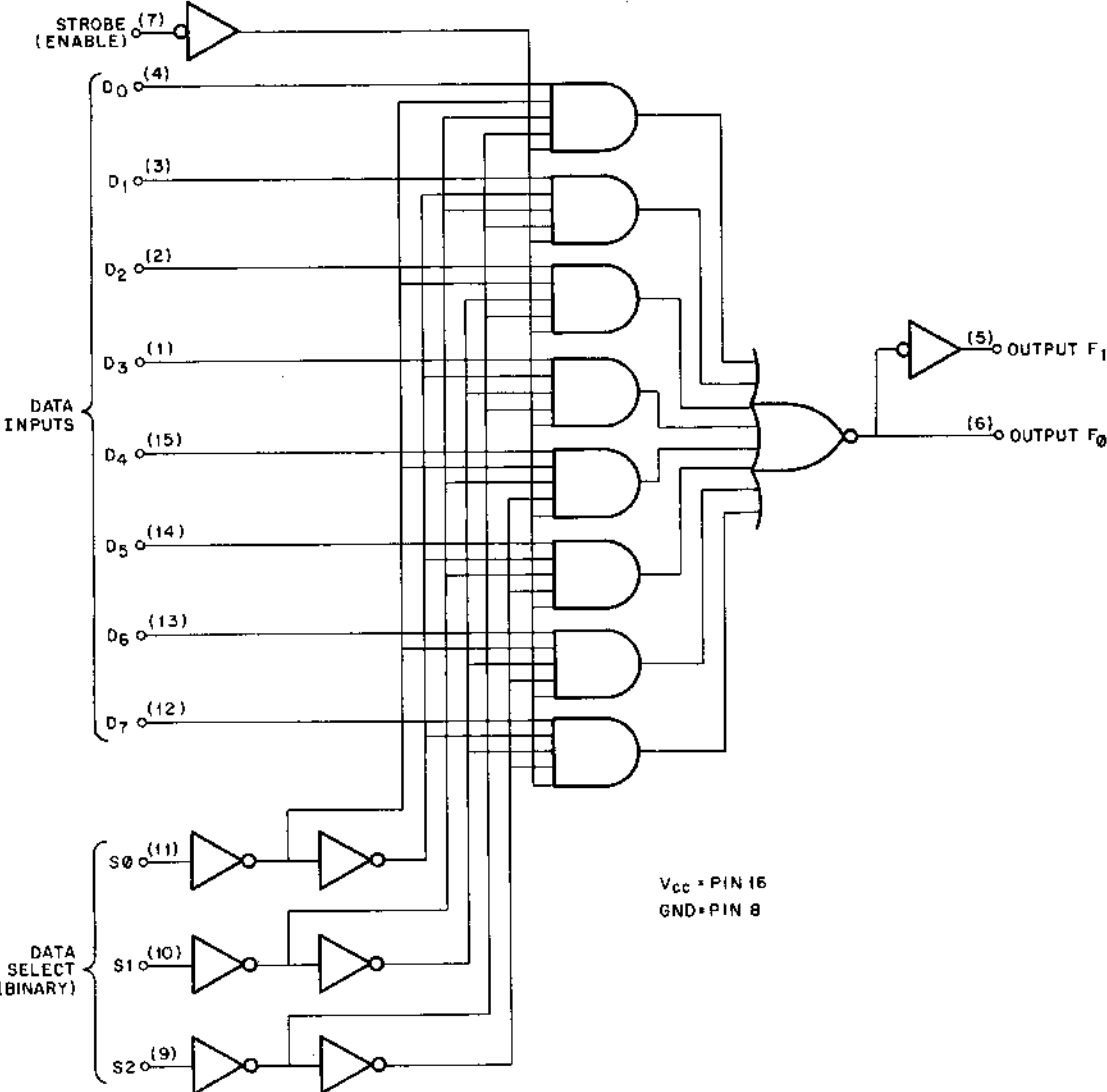 STROBE (7)
(ENABLE)
D0 (4)
D1 (3)
D2 (2)
D3 (1)
DATA
INPUTS
D4 (15)
D5 (14)
D6 (13)
D7 (12)
(5) OUTPUT F1
(6) OUTPUT FØ
SØ (11)
S1 (10)
DATA
SELECT
(BINARY)
S2 (9)
VCC = PIN 16
GND = PIN 8